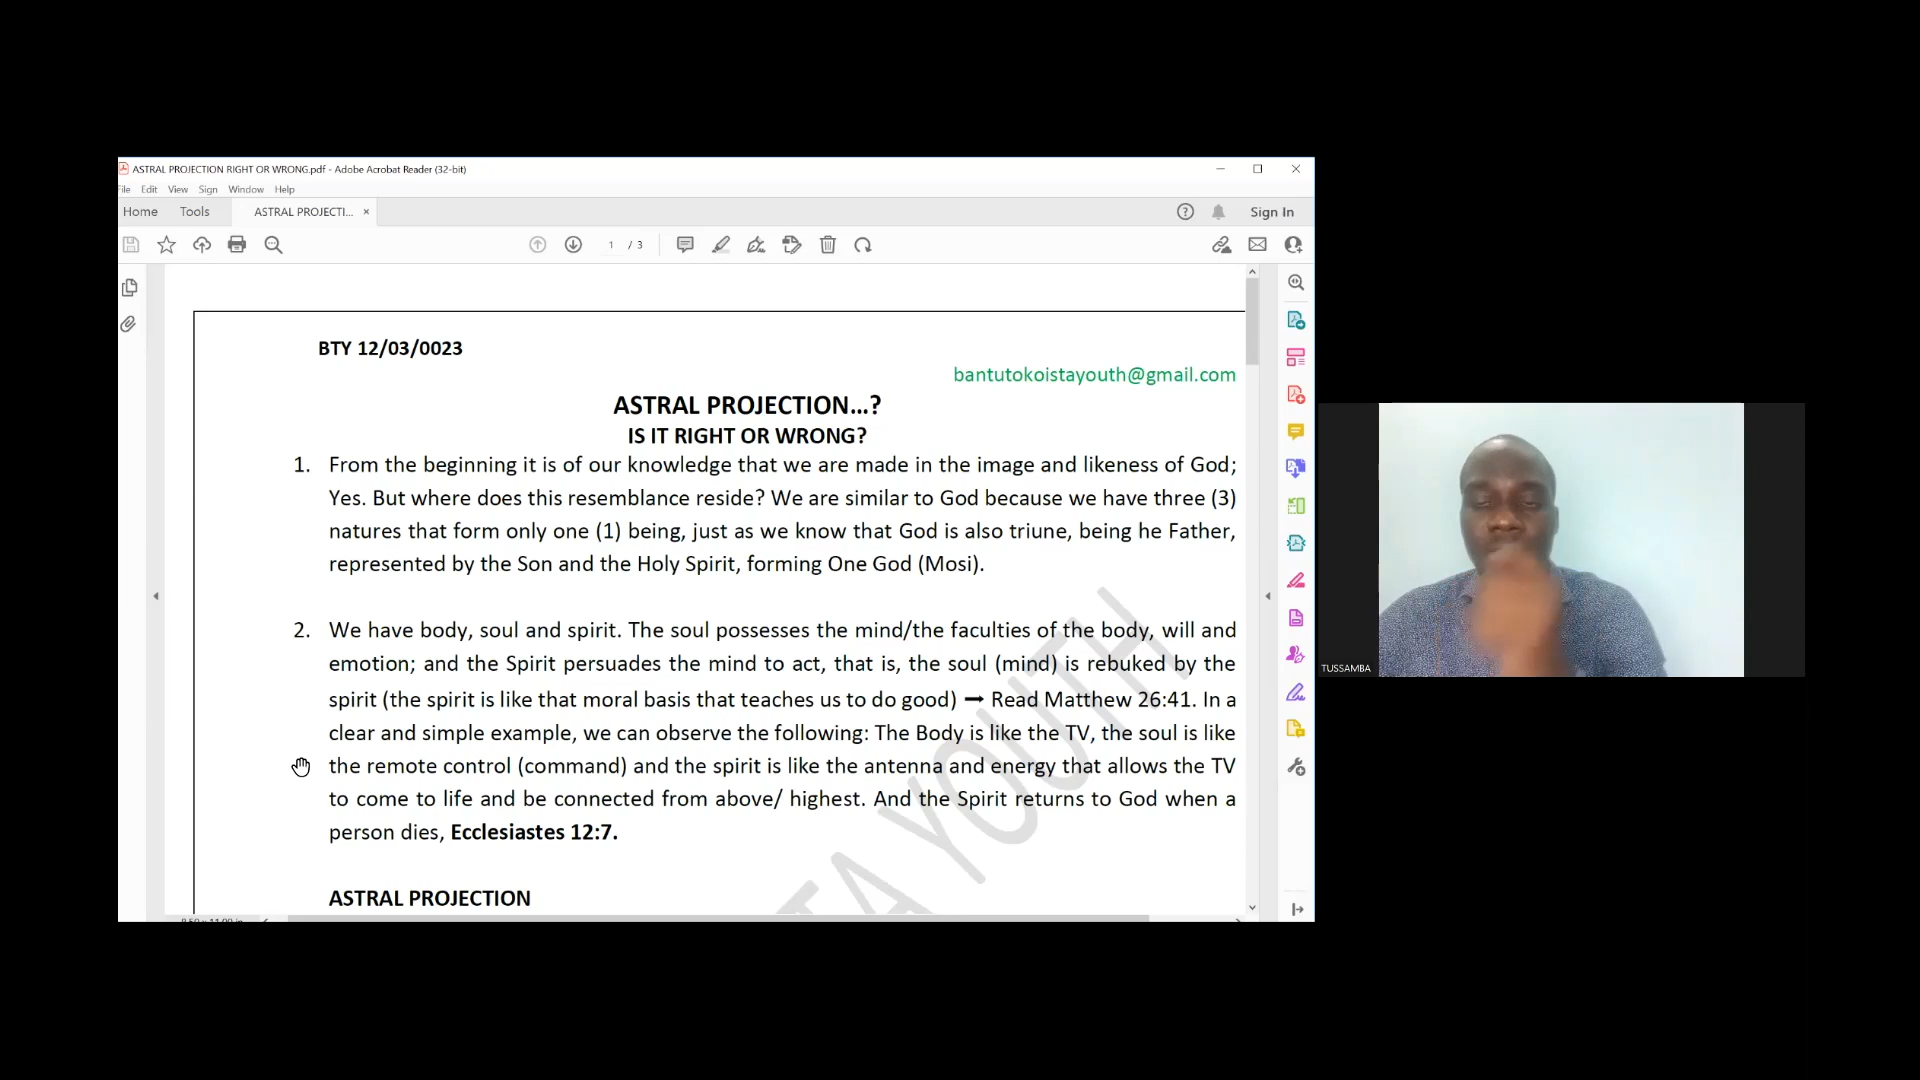 ASTRAL PROJECTION RIGHT OR WRONG.pdf - Adobe Acrobat Reader (32-bit)
File Edit View Sign Window Help
Home Tools ASTRAL PROJECTI... × Sign In
1 / 3
BTY 12/03/0023
bantutokoistayouth@gmail.com
ASTRAL PROJECTION...?
IS IT RIGHT OR WRONG?
1. From the beginning it is of our knowledge that we are made in the image and likeness of God;
Yes. But where does this resemblance reside? We are similar to God because we have three (3)
natures that form only one (1) being, just as we know that God is also triune, being he Father,
represented by the Son and the Holy Spirit, forming One God (Mosi).
2. We have body, soul and spirit. The soul possesses the mind/the faculties of the body, will and
emotion; and the Spirit persuades the mind to act, that is, the soul (mind) is rebuked by the
spirit (the spirit is like that moral basis that teaches us to do good) ➞ Read Matthew 26:41. In a
clear and simple example, we can observe the following: The Body is like the TV, the soul is like
the remote control (command) and the spirit is like the antenna and energy that allows the TV
to come to life and be connected from above/ highest. And the Spirit returns to God when a
person dies, Ecclesiastes 12:7.
ASTRAL PROJECTION
TA YOUTH
TUSSAMBA